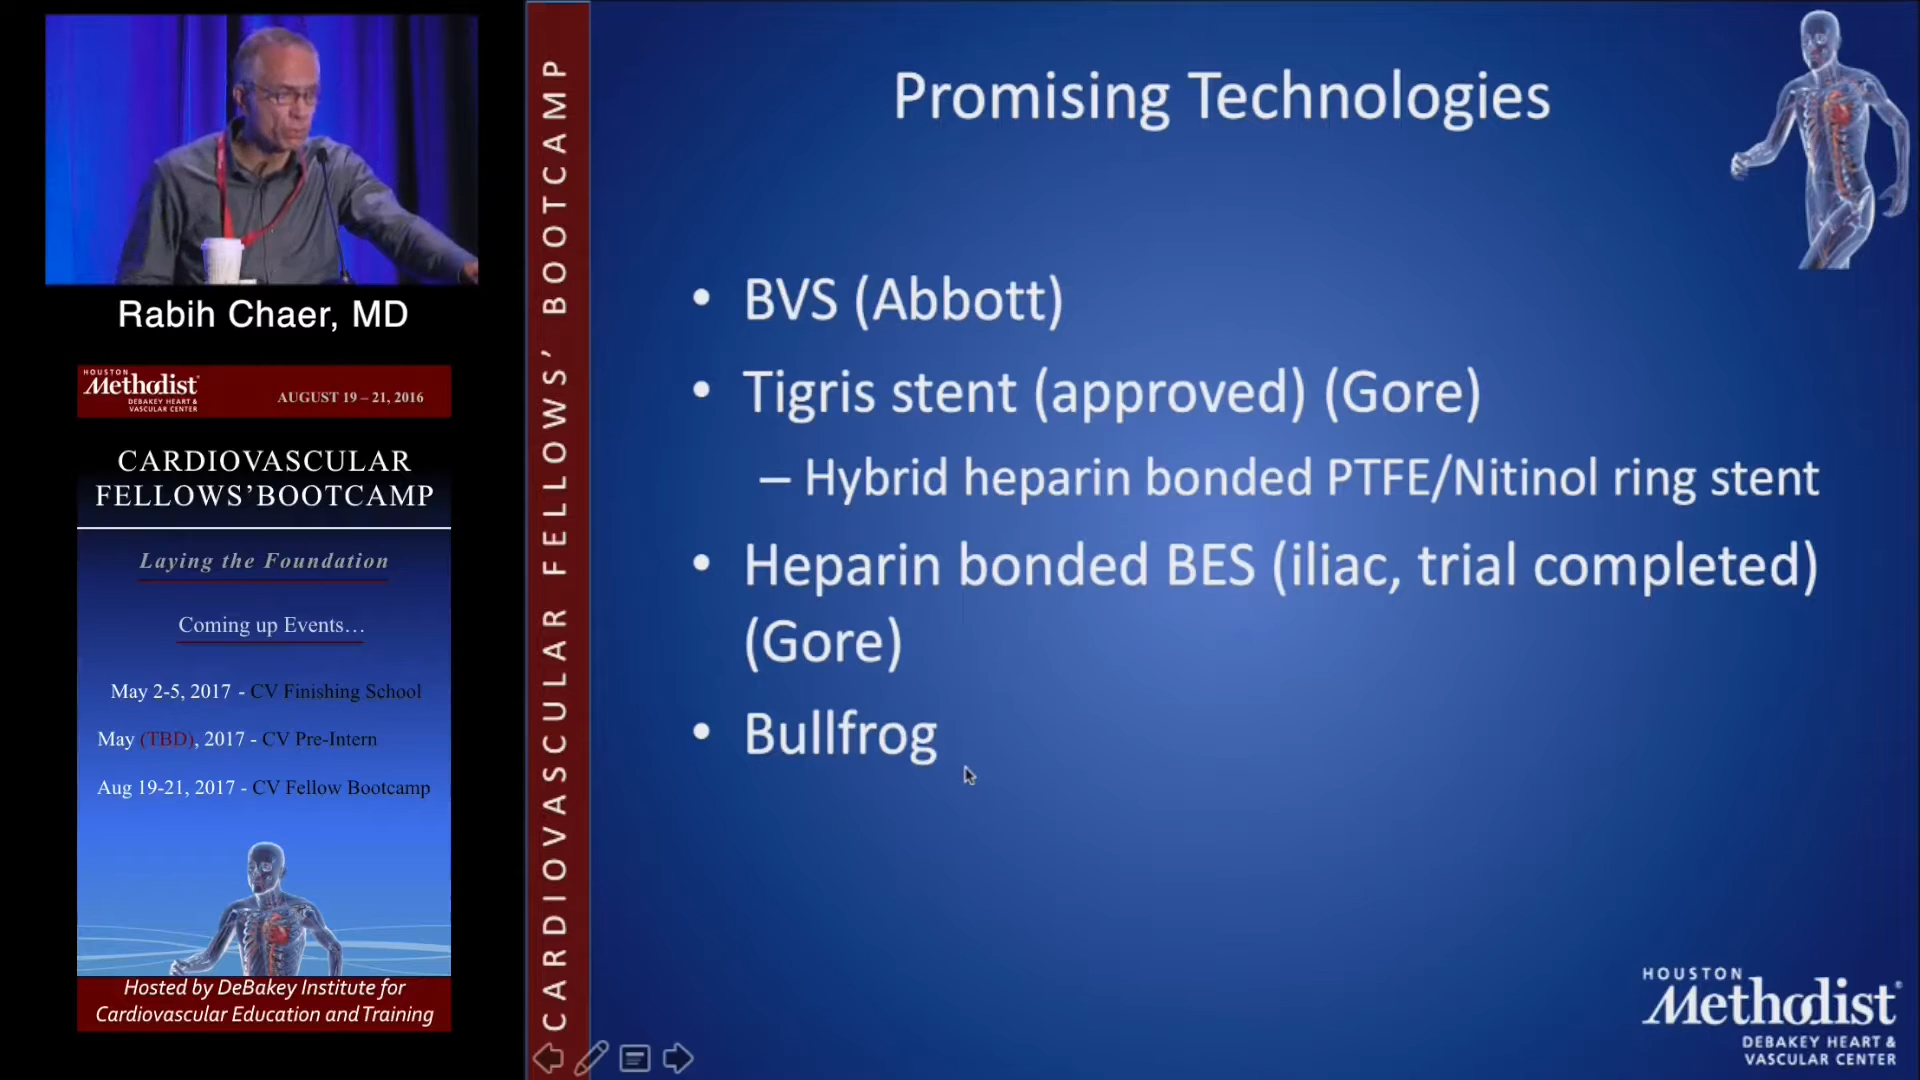 Rabih Chaer, MD
HOUSTON
Methodist
DEBAKEY HEART &
VASCULAR CENTER
AUGUST 19 – 21, 2016
CARDIOVASCULAR
FELLOWS’BOOTCAMP
Laying the Foundation
Coming up Events…
May 2-5, 2017 - CV Finishing School
May (TBD), 2017 - CV Pre-Intern
Aug 19-21, 2017 - CV Fellow Bootcamp
Hosted by DeBakey Institute for
Cardiovascular Education and Training
CARDIOVASCULAR FELLOWS’ BOOTCAMP
Promising Technologies
• BVS (Abbott)
• Tigris stent (approved) (Gore)
– Hybrid heparin bonded PTFE/Nitinol ring stent
• Heparin bonded BES (iliac, trial completed)
(Gore)
• Bullfrog
HOUSTON
Methodist
DEBAKEY HEART &
VASCULAR CENTER